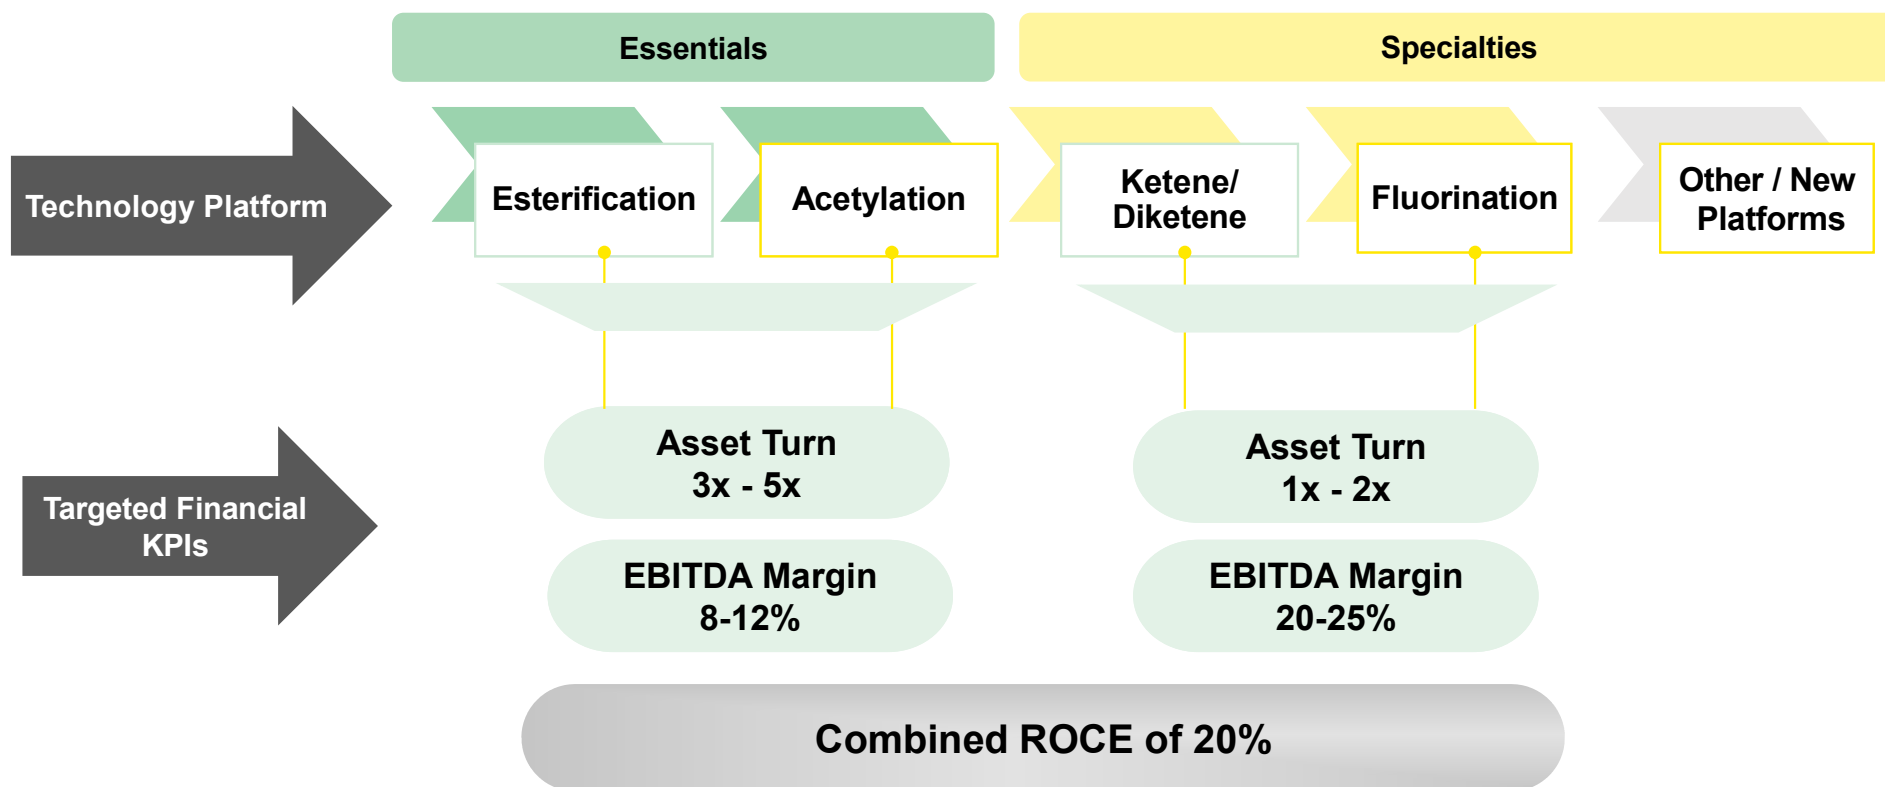 Essentials
Specialties
Technology Platform
Esterification
Acetylation
Ketene/
Diketene
Fluorination
Other / New
Platforms
Targeted Financial
KPIs
Asset Turn
3x - 5x
Asset Turn
1x - 2x
EBITDA Margin
8-12%
EBITDA Margin
20-25%
Combined ROCE of 20%